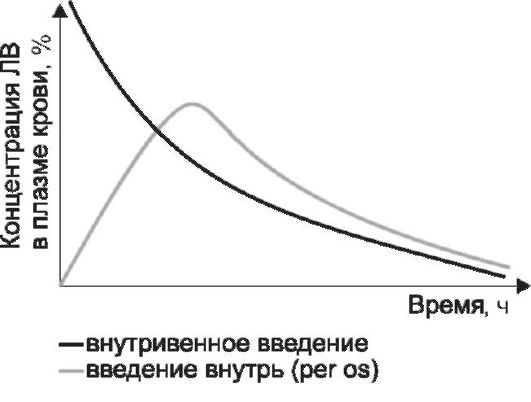 Концентрация ЛВ
в плазме крови, %
Время, ч
внутривенное введение
введение внутрь (per os)